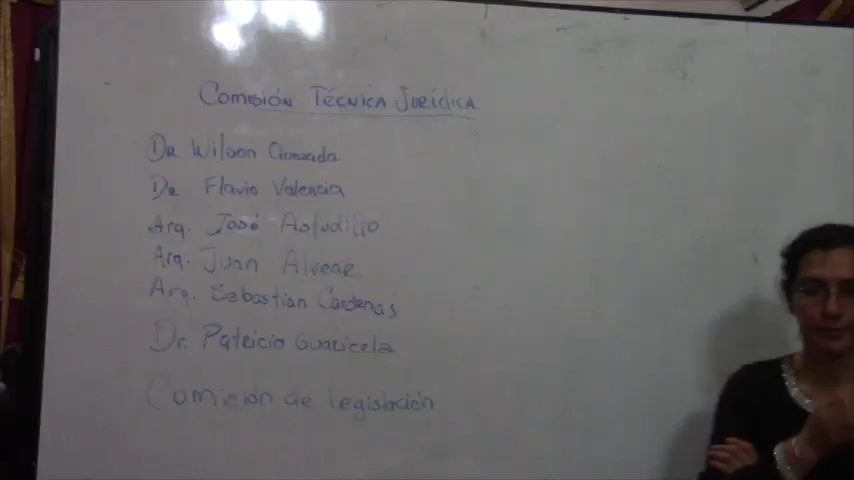 Comisión Técnica Jurídica
Dr Wilson Quezada
Dr Flavio Valencia
Arq. José Astudillo
Arq. Juan Alvear
Arq. Sebastian Cardenas
Dr. Patricio Guaricela
Comisión de legislación